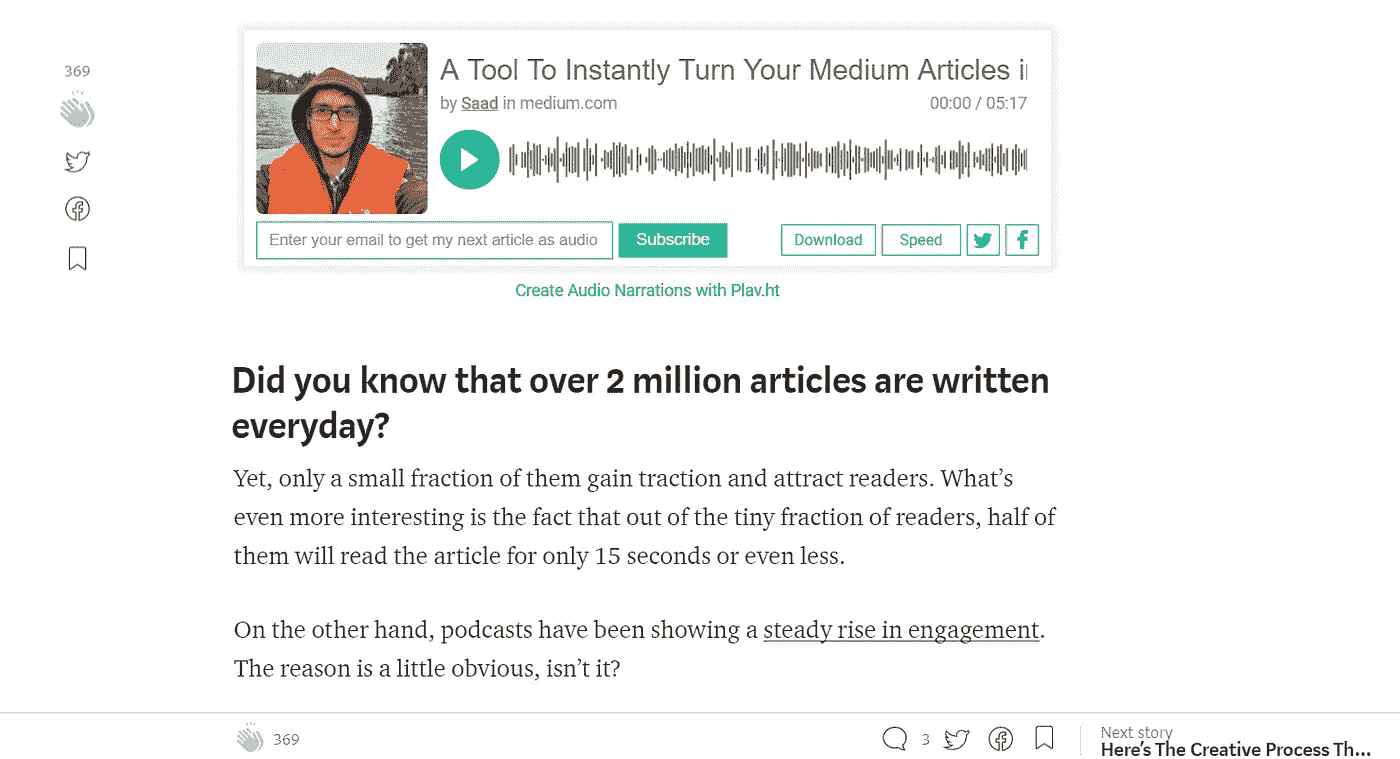 369
A Tool To Instantly Turn Your Medium Articles i
by Saad in medium.com
00:00 / 05:17
Enter your email to get my next article as audio
Subscribe
Download
Speed
Create Audio Narrations with Play.ht
Did you know that over 2 million articles are written
everyday?
Yet, only a small fraction of them gain traction and attract readers. What's
even more interesting is the fact that out of the tiny fraction of readers, half of
them will read the article for only 15 seconds or even less.
On the other hand, podcasts have been showing a steady rise in engagement.
The reason is a little obvious, isn't it?
369
3
Next story
Here's The Creative Process Th...